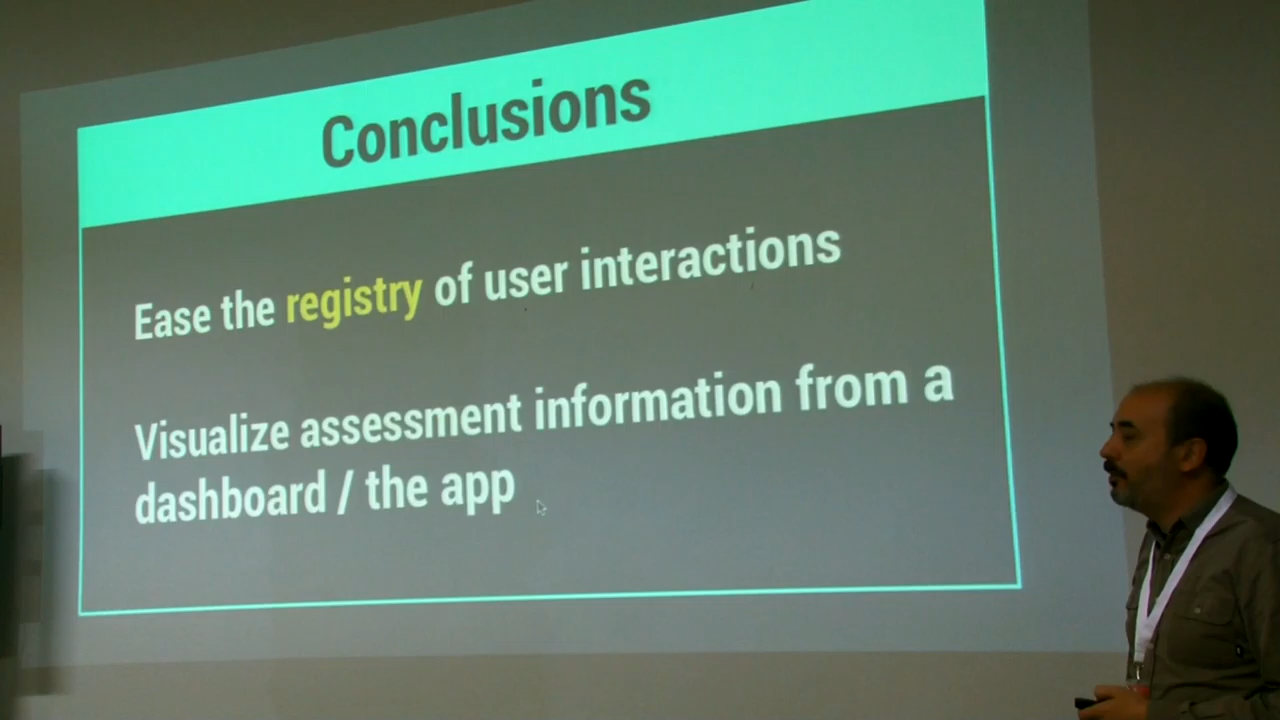 Conclusions
Ease the registry of user interactions
Visualize assessment information from a
dashboard / the app